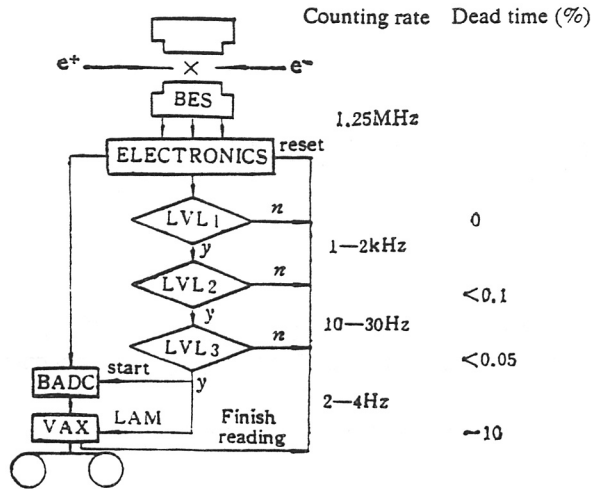 Counting rate Dead time (%)
e+ × e-
BES
1.25MHz
reset
ELECTRONICS
LVL1 n 0
y 1—2kHz
LVL2 n <0.1
y 10—30Hz
LVL3 n <0.05
start y
BADC 2—4Hz
LAM Finish
VAX reading ~10